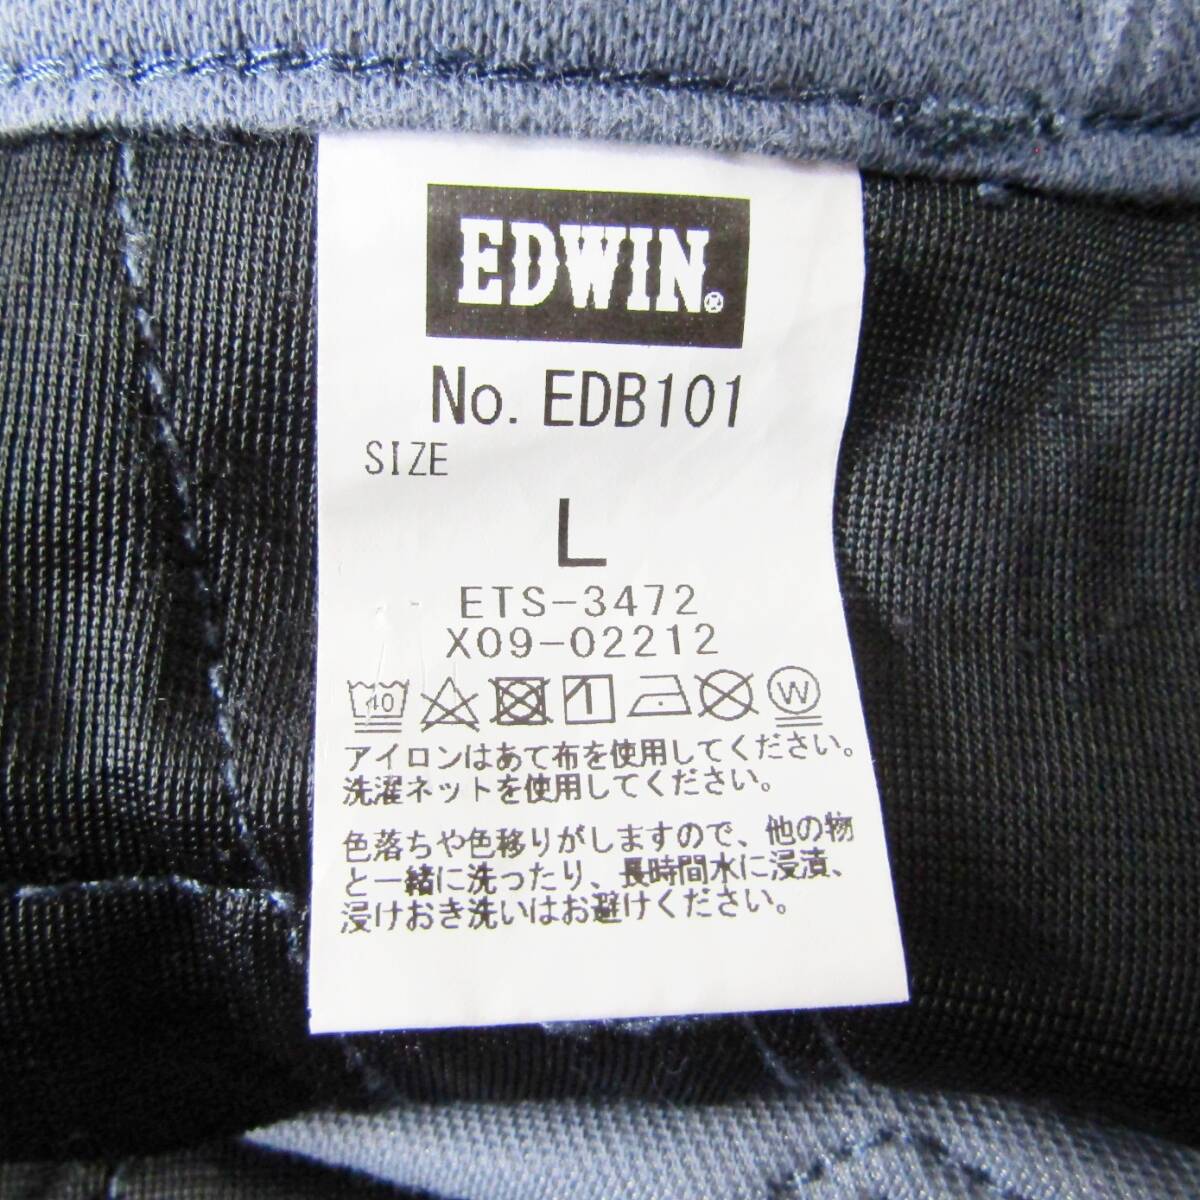 EDWIN®
No. EDB101
SIZE
L
ETS-3472
X09-02212
40 1 W
アイロンはあて布を使用してください。
洗濯ネットを使用してください。
色落ちや色移りがしますので、他の物
と一緒に洗ったり、長時間水に浸漬、
浸けおき洗いはお避けください。